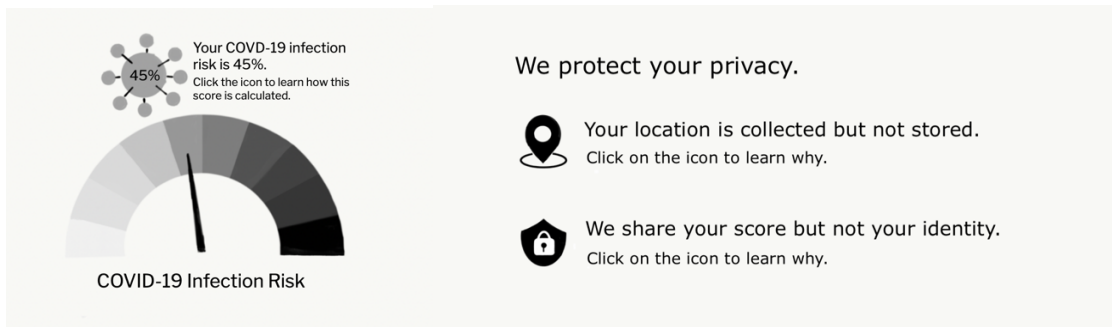 45%
Your COVD-19 infection
risk is 45%.
Click the icon to learn how this
score is calculated.
COVID-19 Infection Risk
We protect your privacy.
Your location is collected but not stored.
Click on the icon to learn why.
We share your score but not your identity.
Click on the icon to learn why.